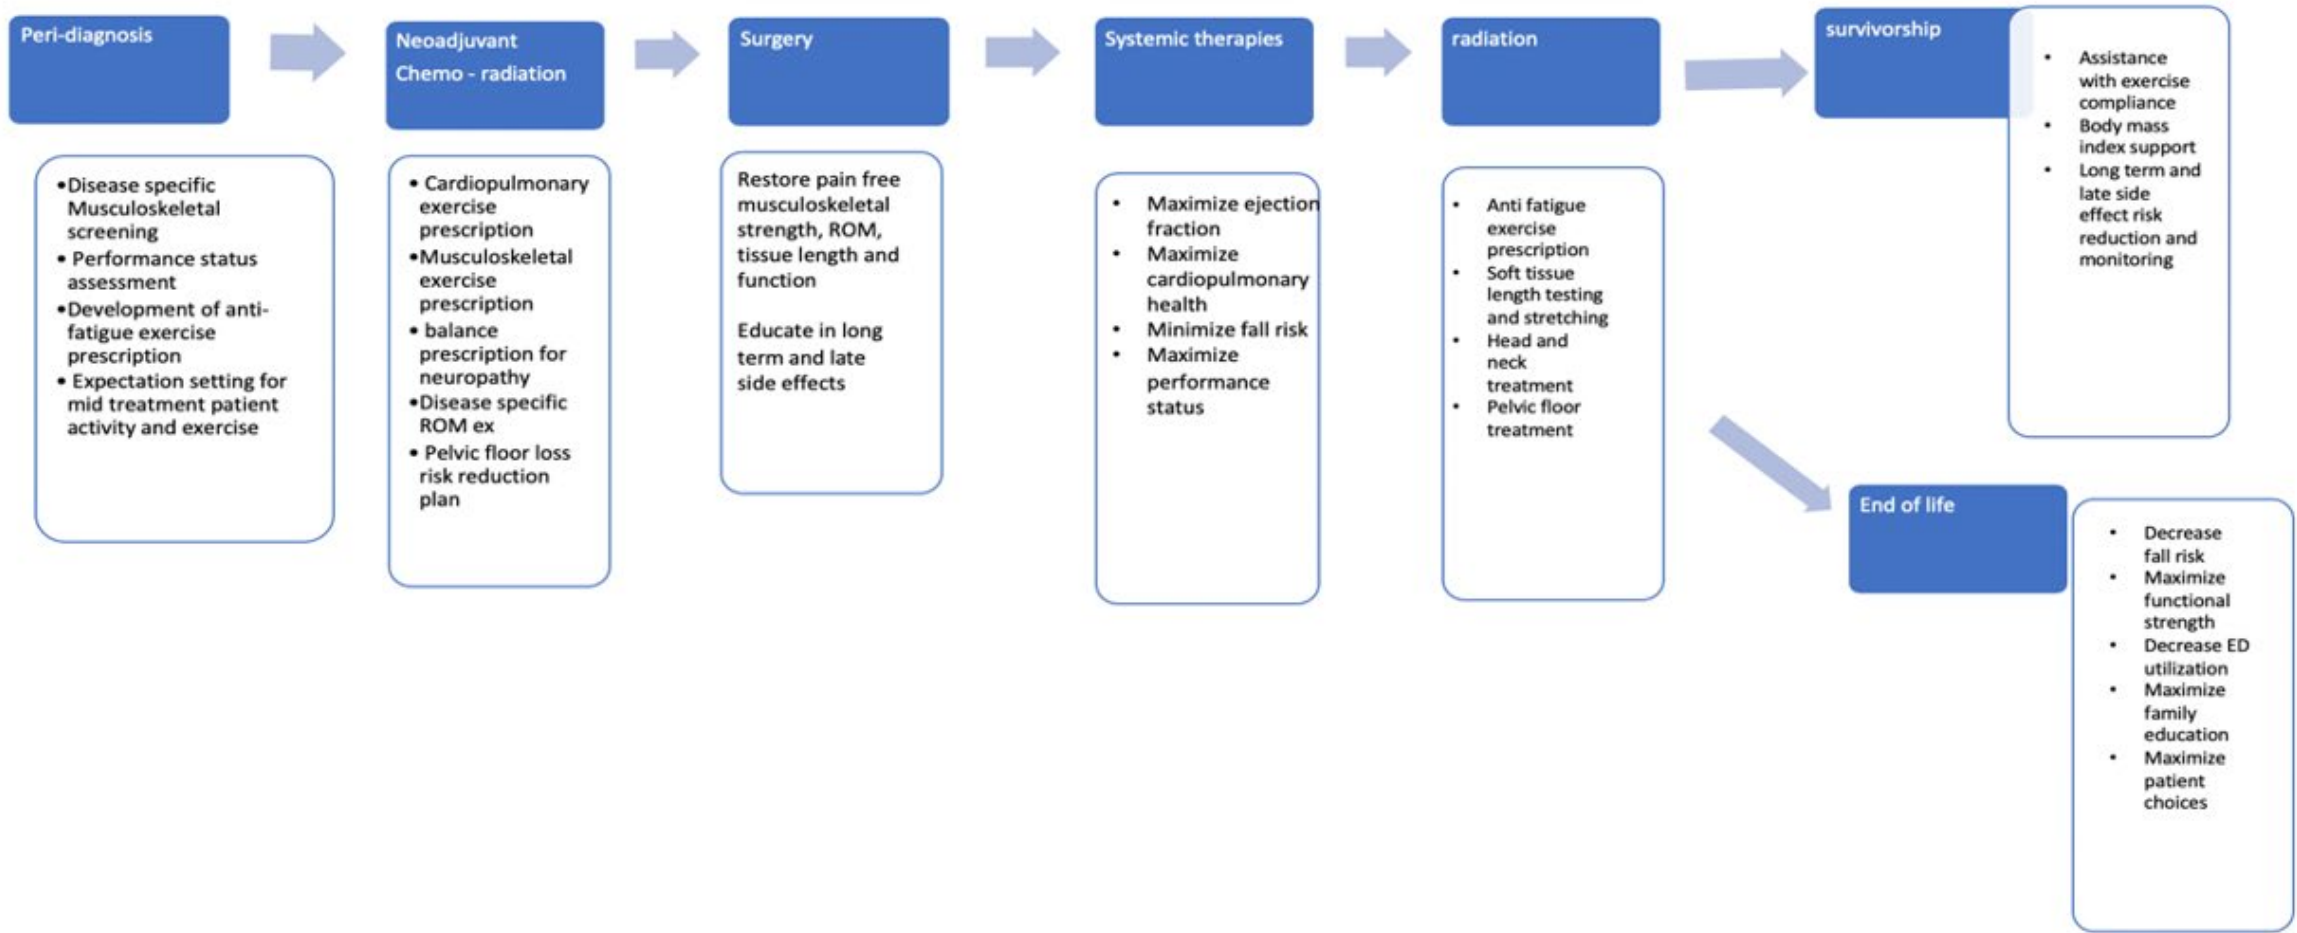 Peri-diagnosis
•Disease specific
Musculoskeletal
screening
• Performance status
assessment
•Development of anti-
fatigue exercise
prescription
• Expectation setting for
mid treatment patient
activity and exercise
Neoadjuvant
Chemo - radiation
• Cardiopulmonary
exercise
prescription
•Musculoskeletal
exercise
prescription
• balance
prescription for
neuropathy
•Disease specific
ROM ex
• Pelvic floor loss
risk reduction
plan
Surgery
Restore pain free
musculoskeletal
strength, ROM,
tissue length and
function
Educate in long
term and late
side effects
Systemic therapies
• Maximize ejection
fraction
• Maximize
cardiopulmonary
health
• Minimize fall risk
• Maximize
performance
status
radiation
• Anti fatigue
exercise
prescription
• Soft tissue
length testing
and stretching
• Head and
neck
treatment
• Pelvic floor
treatment
survivorship
• Assistance
with exercise
compliance
• Body mass
index support
• Long term and
late side
effect risk
reduction and
monitoring
End of life
• Decrease
fall risk
• Maximize
functional
strength
• Decrease ED
utilization
• Maximize
family
education
• Maximize
patient
choices